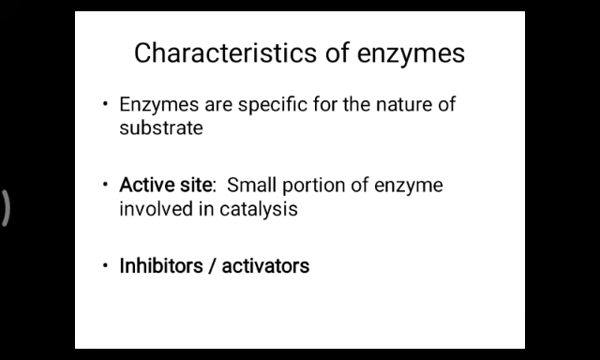 Characteristics of enzymes
• Enzymes are specific for the nature of
substrate
• Active site: Small portion of enzyme
involved in catalysis
• Inhibitors / activators